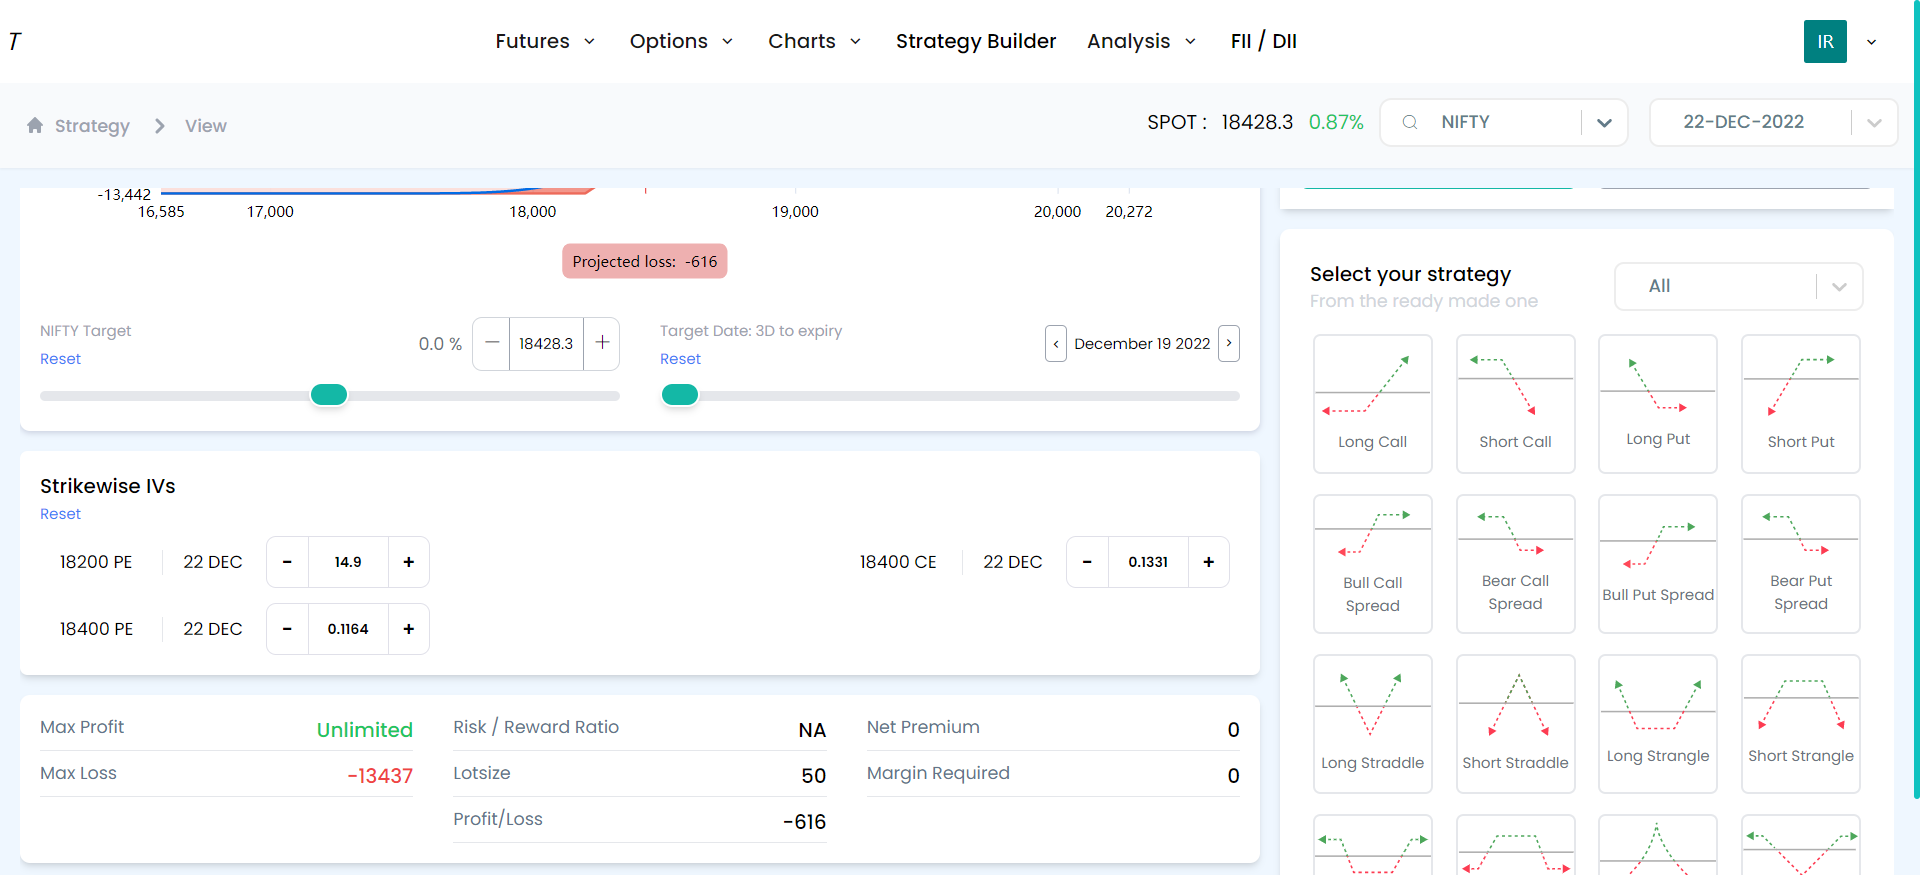 T
Futures Options Charts Strategy Builder Analysis FII / DII IR
Strategy View
SPOT : 18428.3 0.87% NIFTY 22-DEC-2022
-13,442
16,585 17,000 18,000 19,000 20,000 20,272
Projected loss: -616
NIFTY Target
Reset
0.0 % − 18428.3 +
Target Date: 3D to expiry
Reset
‹ December 19 2022 ›
Strikewise IVs
Reset
18200 PE 22 DEC - 14.9 +
18400 CE 22 DEC - 0.1331 +
18400 PE 22 DEC - 0.1164 +
Max Profit Unlimited
Max Loss -13437
Risk / Reward Ratio NA
Lotsize 50
Profit/Loss -616
Net Premium 0
Margin Required 0
Select your strategy
From the ready made one
All
Long Call
Short Call
Long Put
Short Put
Bull Call
Spread
Bear Call
Spread
Bull Put Spread
Bear Put
Spread
Long Straddle
Short Straddle
Long Strangle
Short Strangle